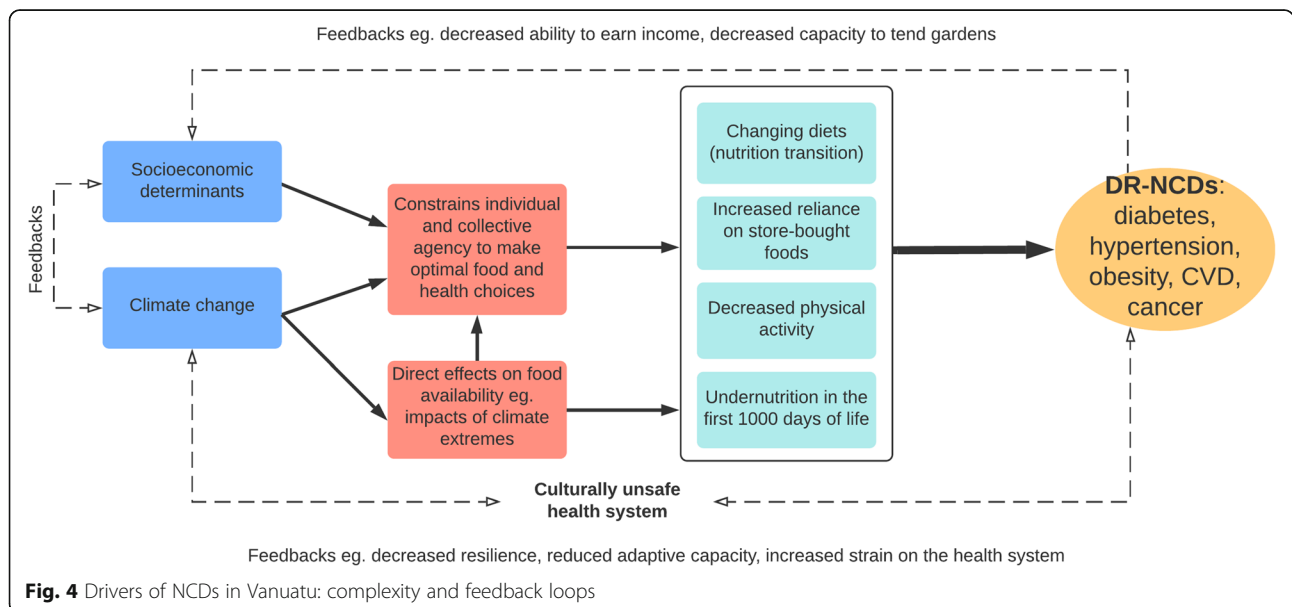 Feedbacks eg. decreased ability to earn income, decreased capacity to tend gardens
Socioeconomic
determinants
Feedbacks
Climate change
Constrains individual
and collective
agency to make
optimal food and
health choices
Direct effects on food
availability eg.
impacts of climate
extremes
Changing diets
(nutrition transition)
Increased reliance
on store-bought
foods
Decreased physical
activity
Undernutrition in the
first 1000 days of life
DR-NCDs:
diabetes,
hypertension,
obesity, CVD,
cancer
Culturally unsafe
health system
Feedbacks eg. decreased resilience, reduced adaptive capacity, increased strain on the health system
Fig. 4 Drivers of NCDs in Vanuatu: complexity and feedback loops